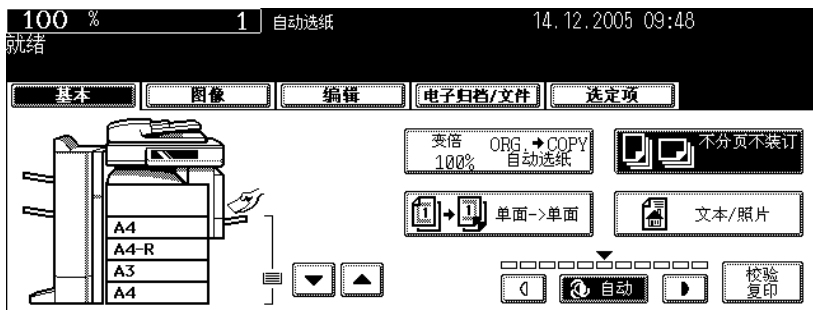 100 % 1 自动选纸 14.12.2005 09:48
就绪
基本 图像 编辑 电子归档/文件 选定项
变倍 ORG.→COPY
100% 自动选纸
不分页不装订
1→1 单面->单面
文本/照片
A4
A4-R
A3
A4
自动
校验
复印